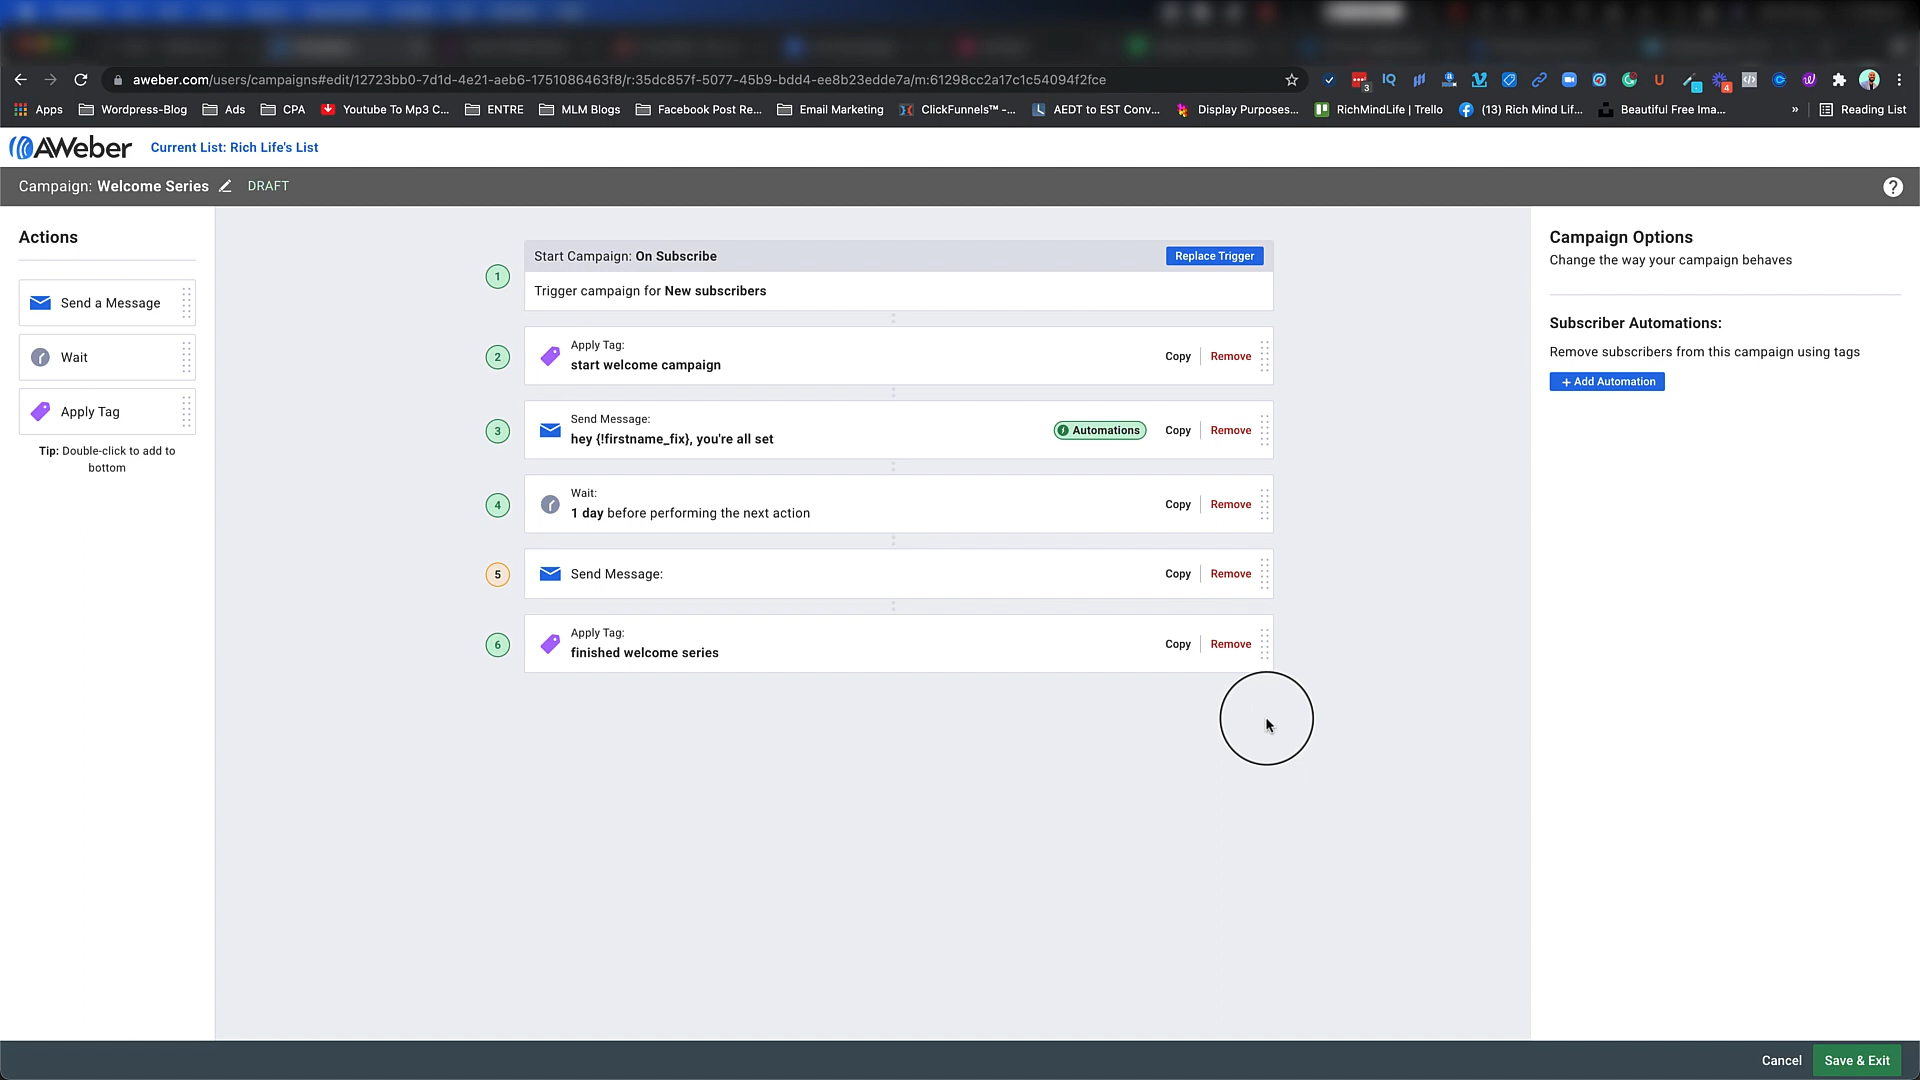 aweber.com/users/campaigns#edit/12723bb0-7d1d-4e21-aeb6-1751086463f8/r:35dc857f-5077-45b9-bdd4-ee8b23edde7a/m:61298cc2a17c1c54094f2fce
IQ
3
U
4
Apps Wordpress-Blog Ads CPA Youtube To Mp3 C... ENTRE MLM Blogs Facebook Post Re... Email Marketing ClickFunnels™ -... AEDT to EST Conv... Display Purposes... RichMindLife | Trello (13) Rich Mind Lif... Beautiful Free Ima... » Reading List
AWeber Current List: Rich Life's List
Campaign: Welcome Series DRAFT ?
Actions
Send a Message
Wait
Apply Tag
Tip: Double-click to add to
bottom
1
Start Campaign: On Subscribe Replace Trigger
Trigger campaign for New subscribers
2
Apply Tag:
start welcome campaign
Copy Remove
3
Send Message:
hey {!firstname_fix}, you're all set
Automations Copy Remove
4
Wait:
1 day before performing the next action
Copy Remove
5
Send Message: Copy Remove
6
Apply Tag:
finished welcome series
Copy Remove
Campaign Options
Change the way your campaign behaves
Subscriber Automations:
Remove subscribers from this campaign using tags
+ Add Automation
Cancel Save & Exit